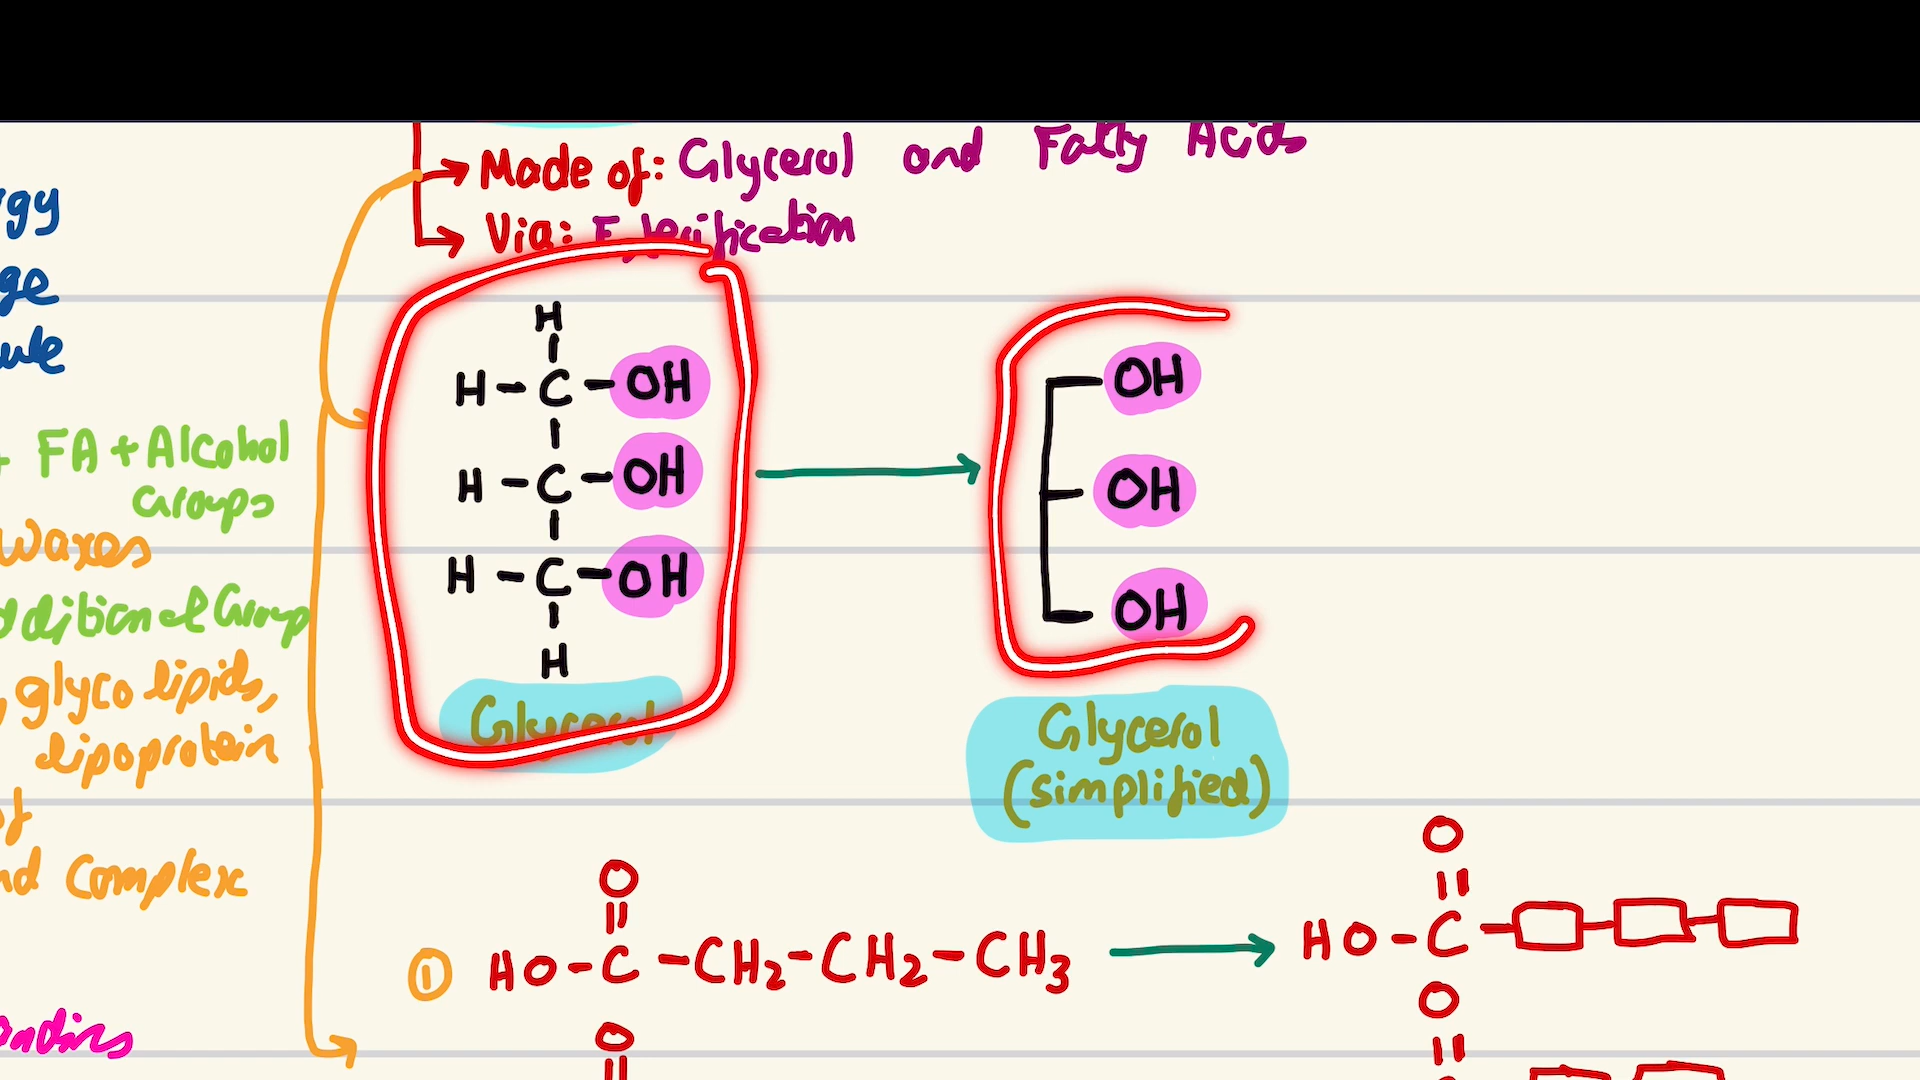 Made of: Glycerol and Fatty Acids
Via: Esterification
FA + Alcohol
Groups
waxes
glyco lipids,
lipoprotein
Complex
H
H - C - OH
H - C - OH
H - C - OH
H
Glycerol
OH
OH
OH
Glycerol
(simplified)
O
① HO - C - CH2 - CH2 - CH3
O
HO - C
O
O